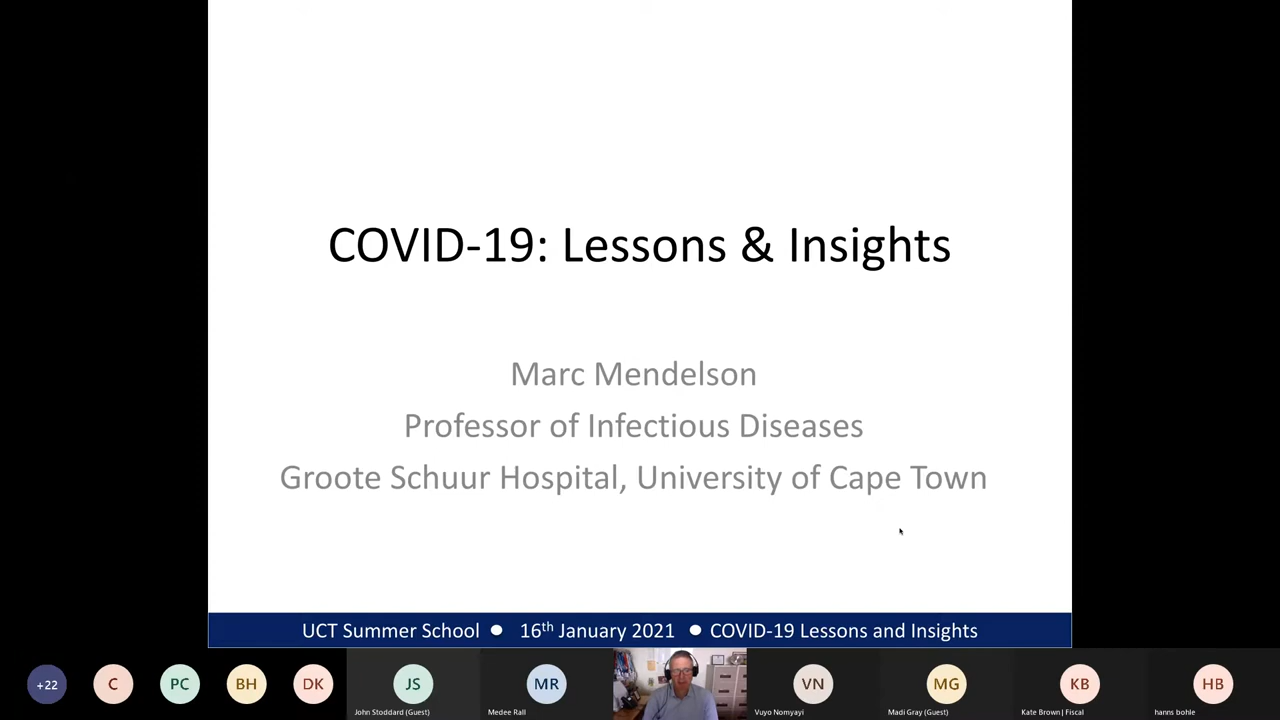 COVID-19: Lessons & Insights
Marc Mendelson
Professor of Infectious Diseases
Groote Schuur Hospital, University of Cape Town
UCT Summer School ● 16th January 2021 ● COVID-19 Lessons and Insights
+22
C
PC
BH
DK
JS
John Stoddard (Guest)
MR
Medee Rall
VN
Vuyo Nomyayi
MG
Madi Gray (Guest)
KB
Kate Brown | Fiscal
HB
hanns bohle